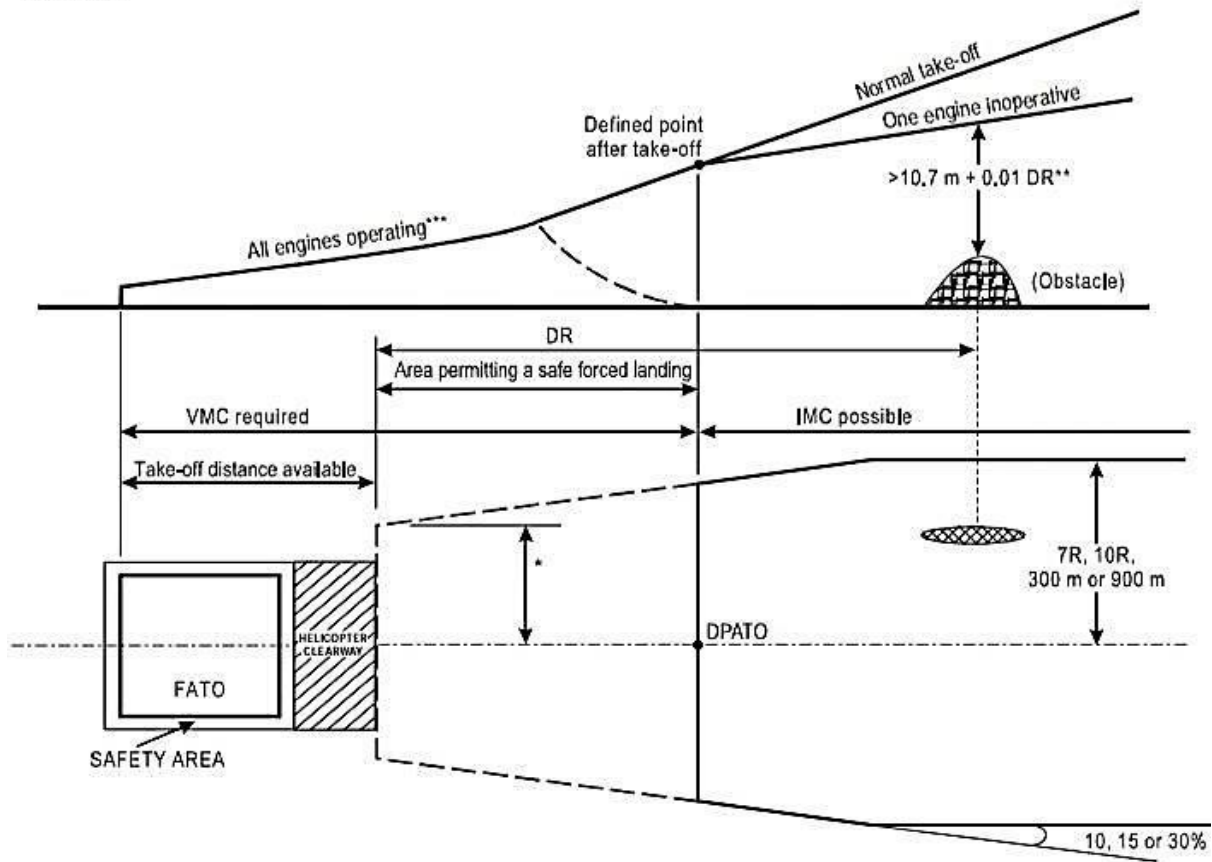 Normal take-off
One engine inoperative
Defined point
after take-off
>10.7 m + 0.01 DR**
All engines operating***
(Obstacle)
DR
Area permitting a safe forced landing
VMC required
IMC possible
Take-off distance available
*
7R, 10R,
300 m or 900 m
HELICOPTER
CLEARWAY
DPATO
FATO
SAFETY AREA
10, 15 or 30%